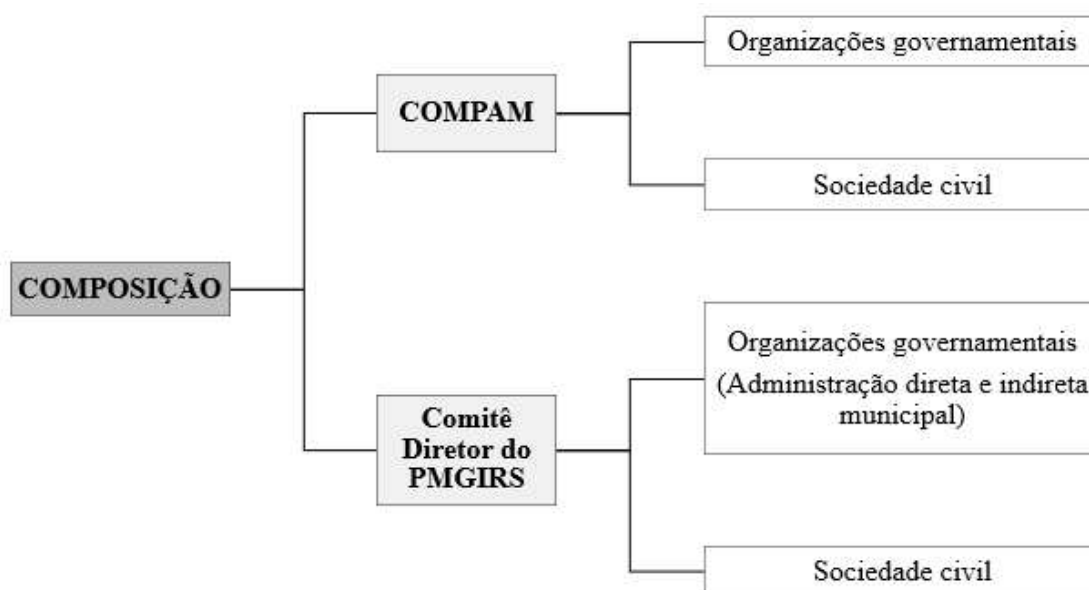 Organizações governamentais
COMPAM
Sociedade civil
COMPOSIÇÃO
Organizações governamentais
(Administração direta e indireta
municipal)
Comitê
Diretor do
PMGIRS
Sociedade civil